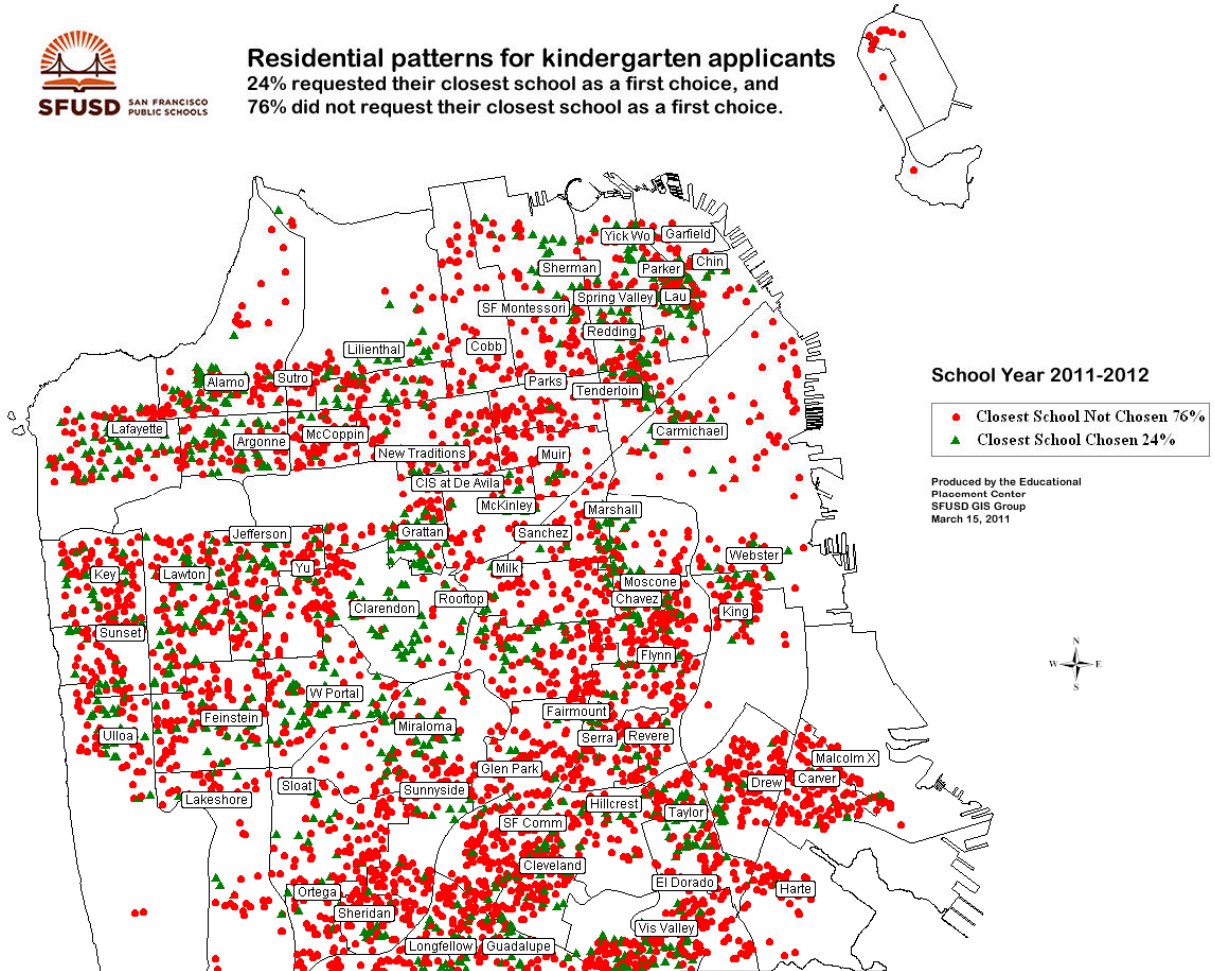 Residential patterns for kindergarten applicants
24% requested their closest school as a first choice, and
76% did not request their closest school as a first choice.
SFUSD SAN FRANCISCO
PUBLIC SCHOOLS
Yick Wo
Garfield
Sherman
Parker
Chin
SF Montessori
Spring Valley
Lau
Redding
Lilienthal
Cobb
Alamo
Sutro
Parks
Tenderloin
School Year 2011-2012
Closest School Not Chosen 76%
Closest School Chosen 24%
Lafayette
Argonne
McCoppin
Carmichael
New Traditions
Muir
CIS at De Avila
Produced by the Educational
Placement Center
SFUSD GIS Group
March 15, 2011
McKinley
Marshall
Jefferson
Grattan
Sanchez
Webster
Key
Lawton
Yu
Milk
Moscone
Clarendon
Rooftop
Chavez
King
Sunset
N
W E
S
Flynn
W Portal
Feinstein
Fairmount
Miraloma
Ulloa
Serra
Revere
Malcolm X
Glen Park
Drew
Carver
Sloat
Sunnyside
Lakeshore
Hillcrest
Taylor
SF Comm
Cleveland
El Dorado
Harte
Ortega
Sheridan
Vis Valley
Longfellow
Guadalupe